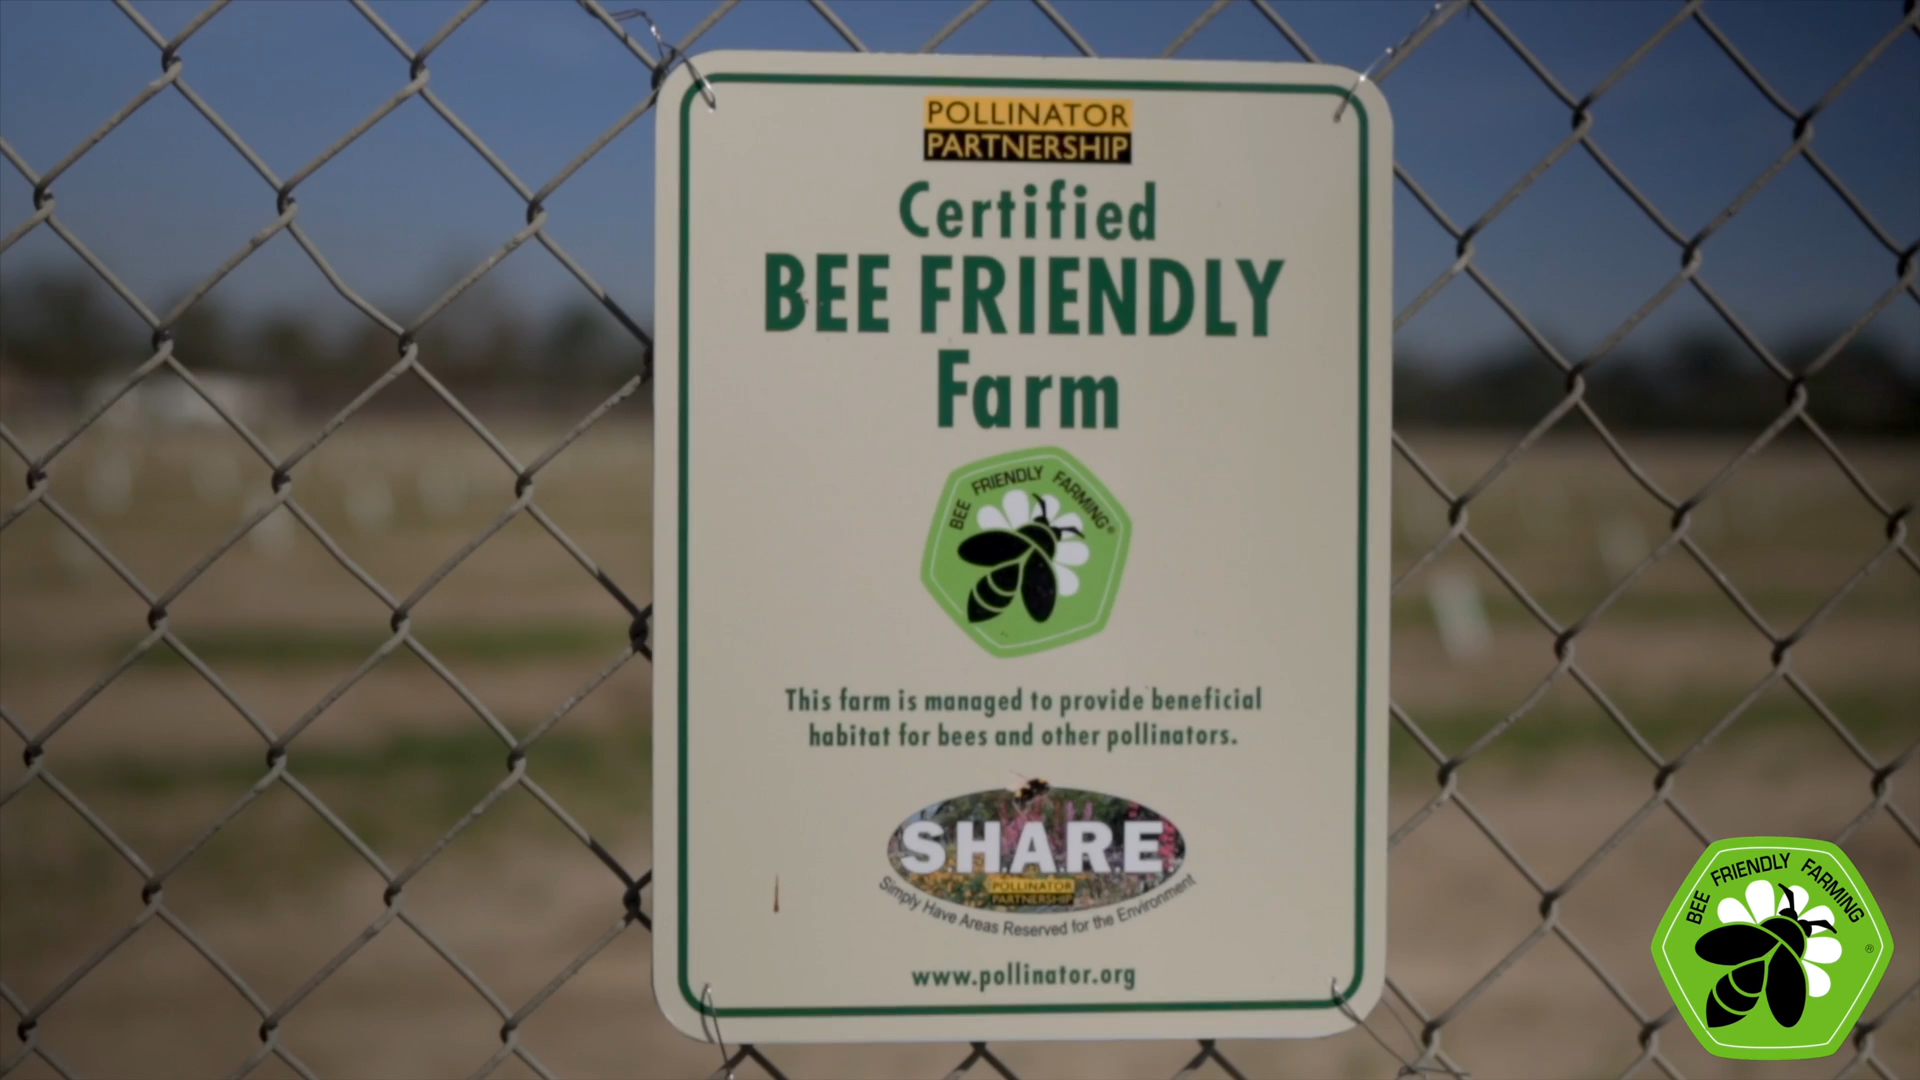 POLLINATOR
PARTNERSHIP
Certified
BEE FRIENDLY
Farm
BEE FRIENDLY FARMING®
This farm is managed to provide beneficial
habitat for bees and other pollinators.
SHARE
POLLINATOR
PARTNERSHIP
Simply Have Areas Reserved for the Environment
www.pollinator.org
BEE FRIENDLY FARMING
®